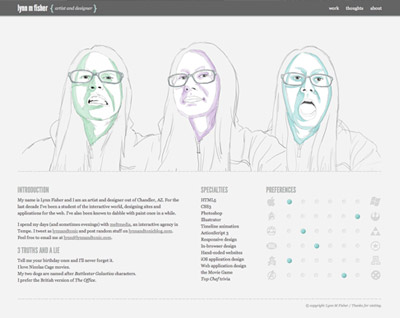 lynn m fisher { artist and designer }
work thoughts about
INTRODUCTION
My name is Lynn Fisher and I am an artist and designer out of Chandler, AZ. For the
last decade I've been a student of the interactive world, designing sites and
applications for the web. I've also been known to dabble with paint once in a while.
I spend my days (and sometimes evenings) with an interactive agency in
Tempe. I tweet as and post random stuff on
Feel free to email me at
3 TRUTHS AND A LIE
Tell me your birthday once and I'll never forget it.
I love Nicolas Cage movies.
My two dogs are named after Battlestar Galactica characters.
I prefer the British version of The Office.
SPECIALTIES
HTML5
CSS3
Photoshop
Illustrator
Timeline animation
ActionScript 3
Responsive design
In-browser design
Hand-coded websites
iOS application design
Web application design
the Movie Game
Top Chef trivia
PREFERENCES
© copyright Lynn M Fisher / Thanks for visiting.